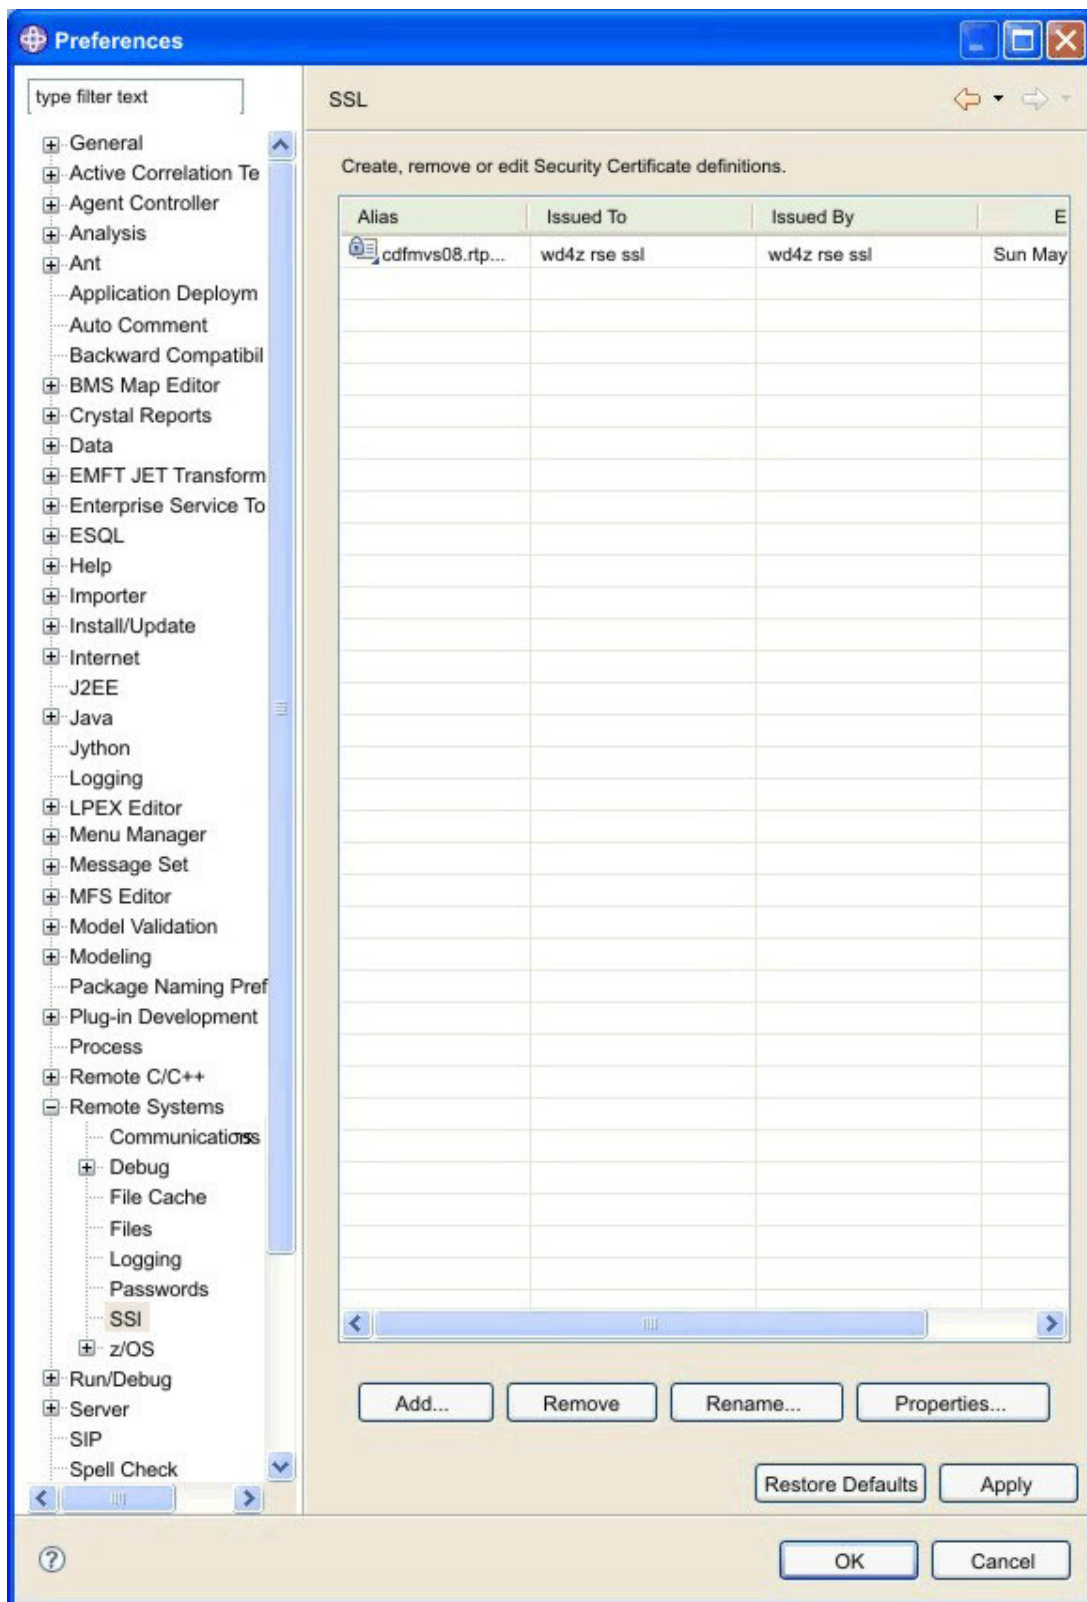 Preferences
type filter text
General
Active Correlation Te
Agent Controller
Analysis
Ant
Application Deploym
Auto Comment
Backward Compatibil
BMS Map Editor
Crystal Reports
Data
EMFT JET Transform
Enterprise Service To
ESQL
Help
Importer
Install/Update
Internet
J2EE
Java
Jython
Logging
LPEX Editor
Menu Manager
Message Set
MFS Editor
Model Validation
Modeling
Package Naming Pref
Plug-in Development
Process
Remote C/C++
Remote Systems
Communications
Debug
File Cache
Files
Logging
Passwords
SSl
z/OS
Run/Debug
Server
SIP
Spell Check
SSL
Create, remove or edit Security Certificate definitions.
Alias Issued To Issued By E
cdfmvs08.rtp... wd4z rse ssl wd4z rse ssl Sun May
Add... Remove Rename... Properties...
Restore Defaults Apply
? OK Cancel